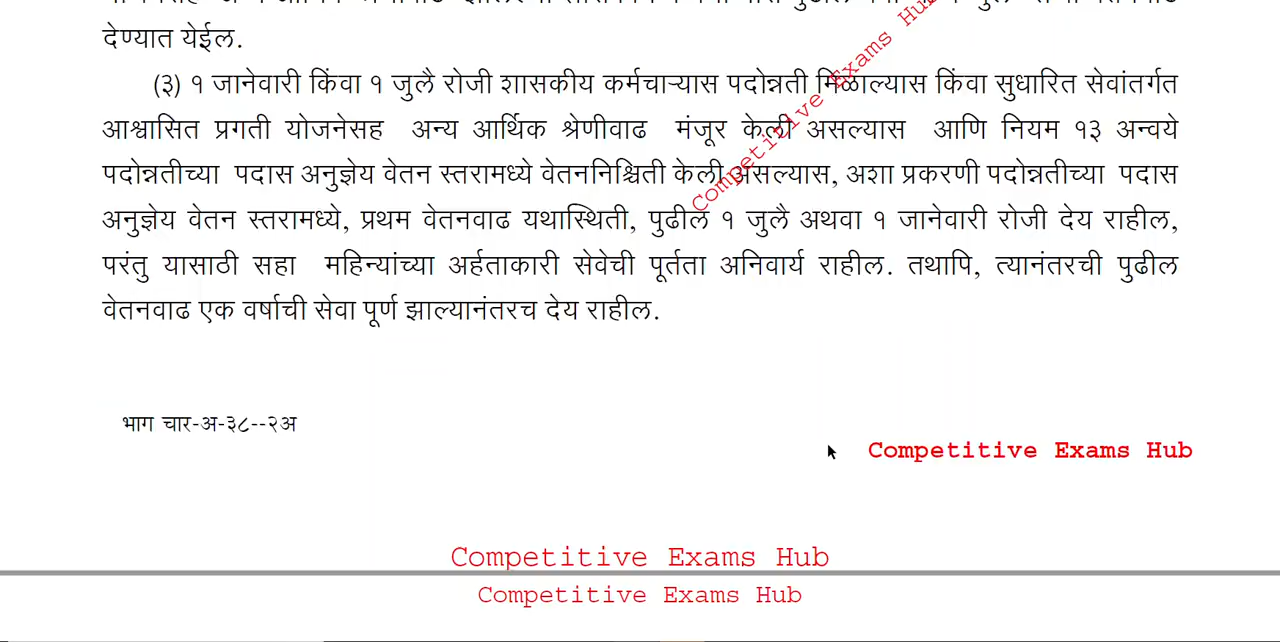 देण्यात येईल.
(३) १ जानेवारी किंवा १ जुलै रोजी शासकीय कर्मचाऱ्यास पदोन्नती मिळाल्यास किंवा सुधारित सेवांतर्गत
आश्वासित प्रगती योजनेसह अन्य आर्थिक श्रेणीवाढ मंजूर केली असल्यास आणि नियम १३ अन्वये
पदोन्नतीच्या पदास अनुज्ञेय वेतन स्तरामध्ये वेतननिश्चिती केली असल्यास, अशा प्रकरणी पदोन्नतीच्या पदास
अनुज्ञेय वेतन स्तरामध्ये, प्रथम वेतनवाढ यथास्थिती, पुढील १ जुलै अथवा १ जानेवारी रोजी देय राहील,
परंतु यासाठी सहा महिन्यांच्या अर्हताकारी सेवेची पूर्तता अनिवार्य राहील. तथापि, त्यानंतरची पुढील
वेतनवाढ एक वर्षाची सेवा पूर्ण झाल्यानंतरच देय राहील.
Competitive Exams Hub
भाग चार-अ-३८--२अ
Competitive Exams Hub
Competitive Exams Hub
Competitive Exams Hub